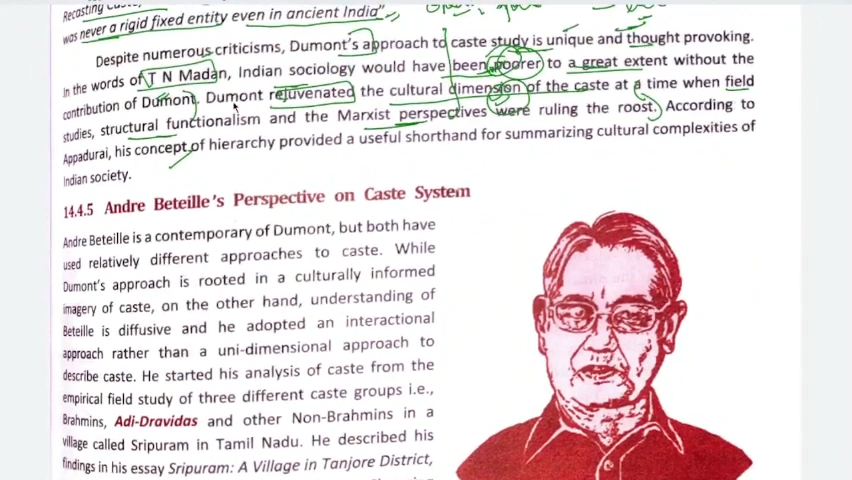 Recasting Caste,
was never a rigid fixed entity even in ancient India”,
Despite numerous criticisms, Dumont's approach to caste study is unique and thought provoking.
In the words of T N Madan, Indian sociology would have been poorer to a great extent without the
contribution of Dumont. Dumont rejuvenated the cultural dimension of the caste at a time when field
studies, structural functionalism and the Marxist perspectives were ruling the roost. According to
Appadurai, his concept of hierarchy provided a useful shorthand for summarizing cultural complexities of
Indian society.
14.4.5 Andre Beteille's Perspective on Caste System
Andre Beteille is a contemporary of Dumont, but both have
used relatively different approaches to caste. While
Dumont's approach is rooted in a culturally informed
imagery of caste, on the other hand, understanding of
Beteille is diffusive and he adopted an interactional
approach rather than a uni-dimensional approach to
describe caste. He started his analysis of caste from the
empirical field study of three different caste groups i.e.,
Brahmins, Adi-Dravidas and other Non-Brahmins in a
village called Sripuram in Tamil Nadu. He described his
findings in his essay Sripuram: A Village in Tanjore District,